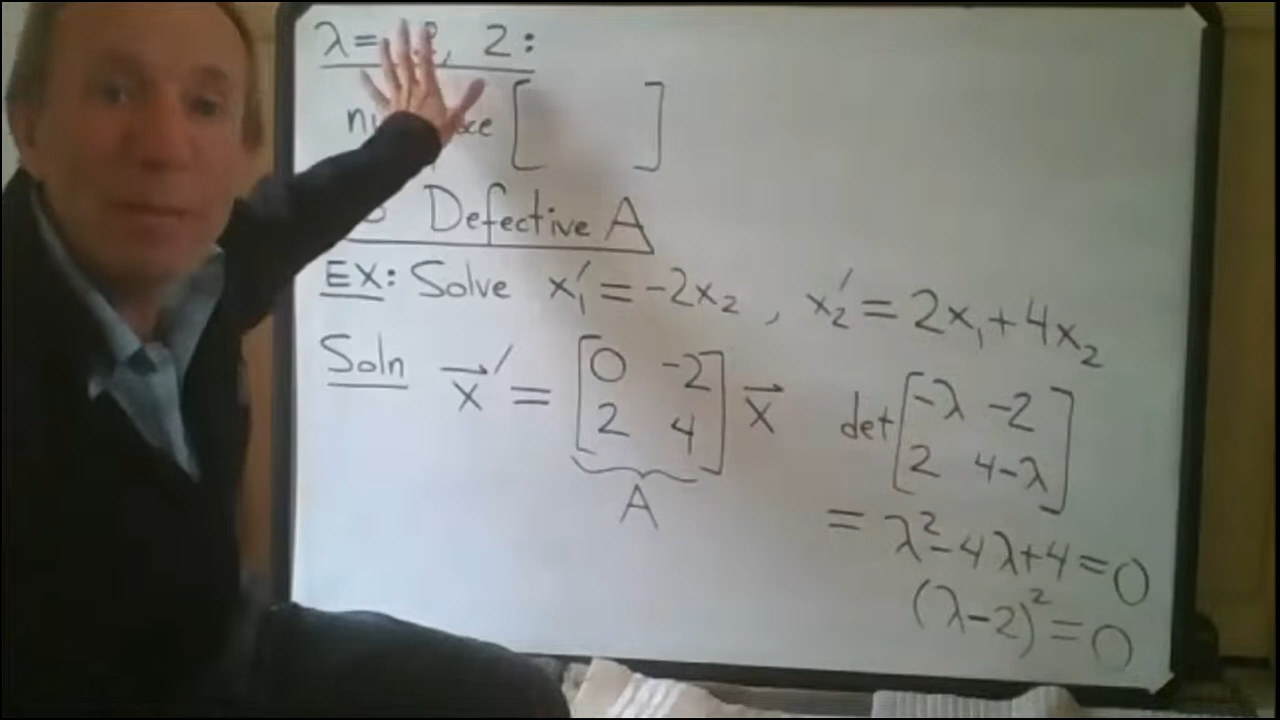 λ = 2, 2:
[ ]
Defective A
EX: Solve x₁′ = -2x₂ , x₂′ = 2x₁ + 4x₂
Soln x⃗′ = [0 -2; 2 4] x⃗
A
det [-λ -2; 2 4-λ]
= λ² - 4λ + 4 = 0
(λ - 2)² = 0